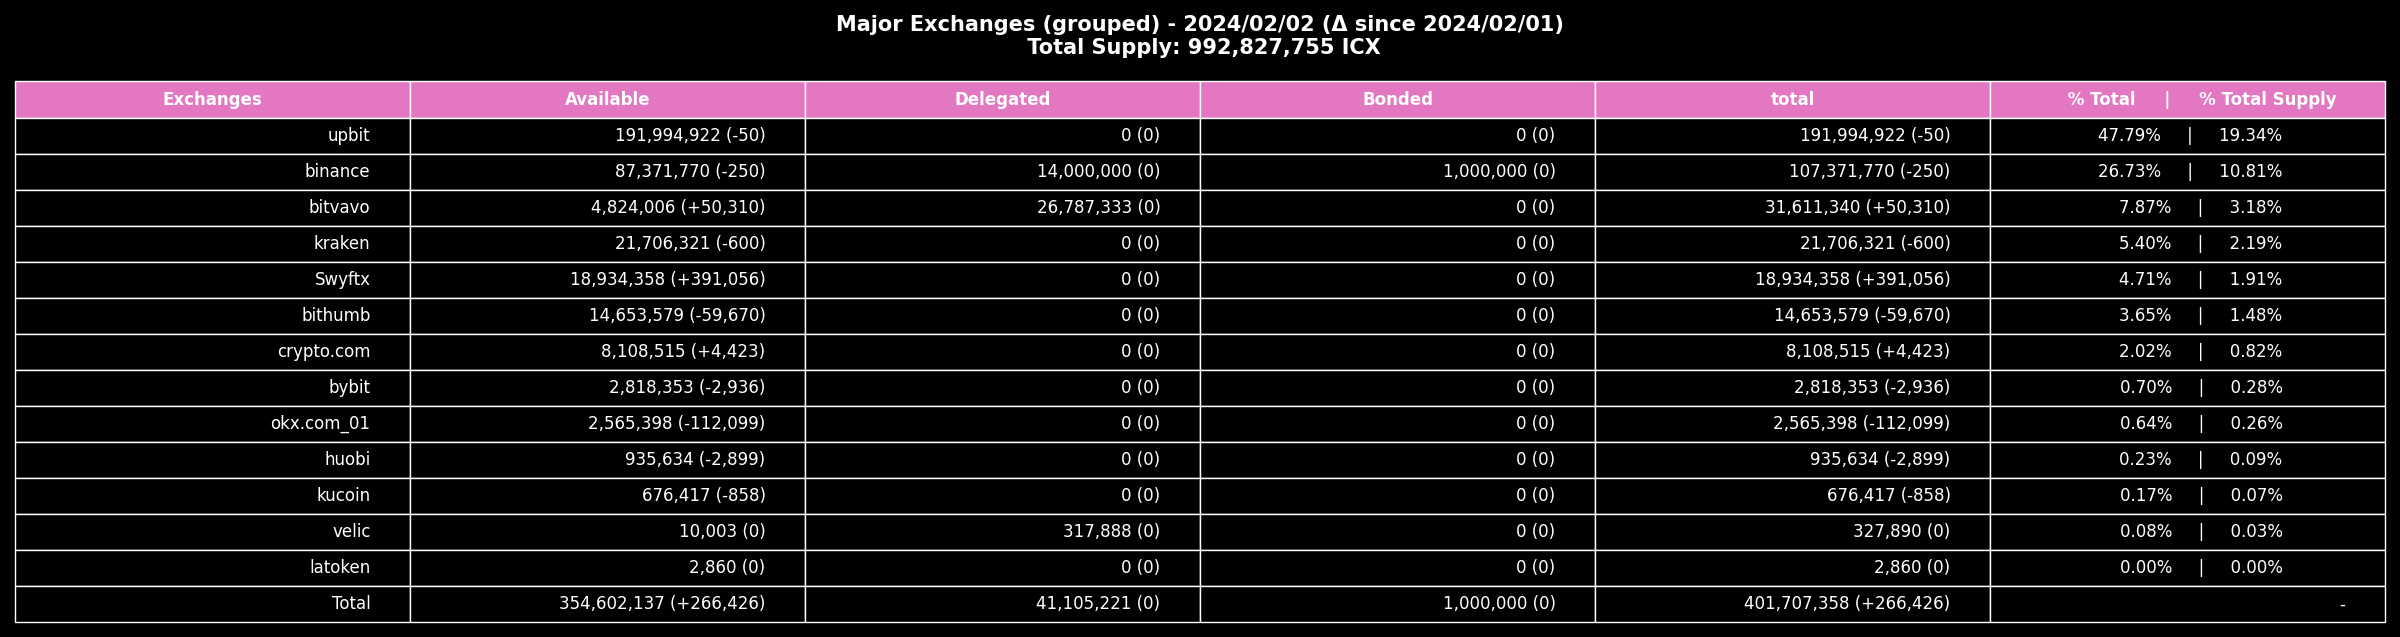 Major Exchanges (grouped) - 2024/02/02 (Δ since 2024/02/01)
Total Supply: 992,827,755 ICX
Exchanges Available Delegated Bonded total % Total | % Total Supply
upbit 191,994,922 (-50) 0 (0) 0 (0) 191,994,922 (-50) 47.79% | 19.34%
binance 87,371,770 (-250) 14,000,000 (0) 1,000,000 (0) 107,371,770 (-250) 26.73% | 10.81%
bitvavo 4,824,006 (+50,310) 26,787,333 (0) 0 (0) 31,611,340 (+50,310) 7.87% | 3.18%
kraken 21,706,321 (-600) 0 (0) 0 (0) 21,706,321 (-600) 5.40% | 2.19%
Swyftx 18,934,358 (+391,056) 0 (0) 0 (0) 18,934,358 (+391,056) 4.71% | 1.91%
bithumb 14,653,579 (-59,670) 0 (0) 0 (0) 14,653,579 (-59,670) 3.65% | 1.48%
crypto.com 8,108,515 (+4,423) 0 (0) 0 (0) 8,108,515 (+4,423) 2.02% | 0.82%
bybit 2,818,353 (-2,936) 0 (0) 0 (0) 2,818,353 (-2,936) 0.70% | 0.28%
okx.com_01 2,565,398 (-112,099) 0 (0) 0 (0) 2,565,398 (-112,099) 0.64% | 0.26%
huobi 935,634 (-2,899) 0 (0) 0 (0) 935,634 (-2,899) 0.23% | 0.09%
kucoin 676,417 (-858) 0 (0) 0 (0) 676,417 (-858) 0.17% | 0.07%
velic 10,003 (0) 317,888 (0) 0 (0) 327,890 (0) 0.08% | 0.03%
latoken 2,860 (0) 0 (0) 0 (0) 2,860 (0) 0.00% | 0.00%
Total 354,602,137 (+266,426) 41,105,221 (0) 1,000,000 (0) 401,707,358 (+266,426) -